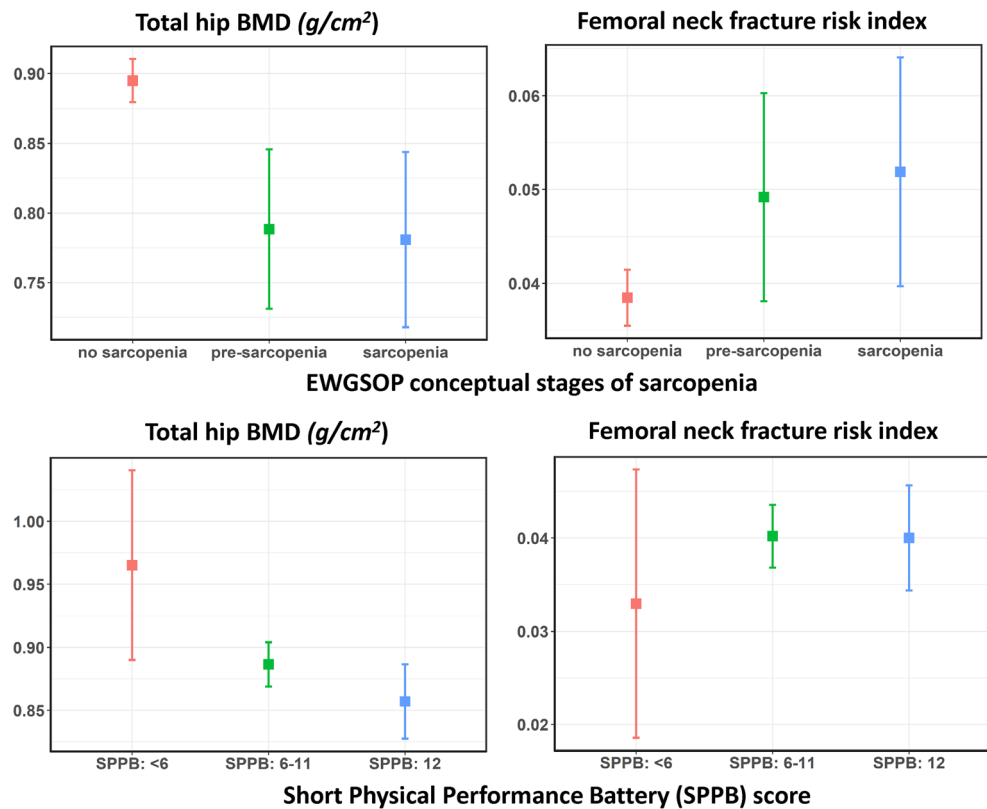 Total hip BMD (g/cm²)
0.90
0.85
0.80
0.75
no sarcopenia pre-sarcopenia sarcopenia
Femoral neck fracture risk index
0.06
0.05
0.04
no sarcopenia pre-sarcopenia sarcopenia
EWGSOP conceptual stages of sarcopenia
Total hip BMD (g/cm²)
1.00
0.95
0.90
0.85
SPPB: <6 SPPB: 6-11 SPPB: 12
Femoral neck fracture risk index
0.04
0.03
0.02
SPPB: <6 SPPB: 6-11 SPPB: 12
Short Physical Performance Battery (SPPB) score